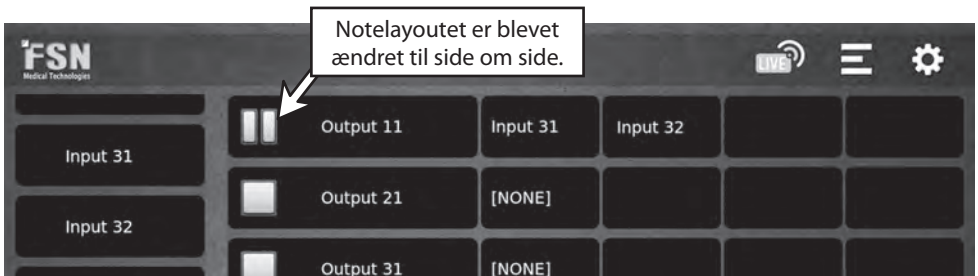 Notelayoutet er blevet
ændret til side om side.
FSN
Medical Technologies
LIVE
Output 11 Input 31 Input 32
Input 31
Output 21 [NONE]
Input 32
Output 31 [NONE]